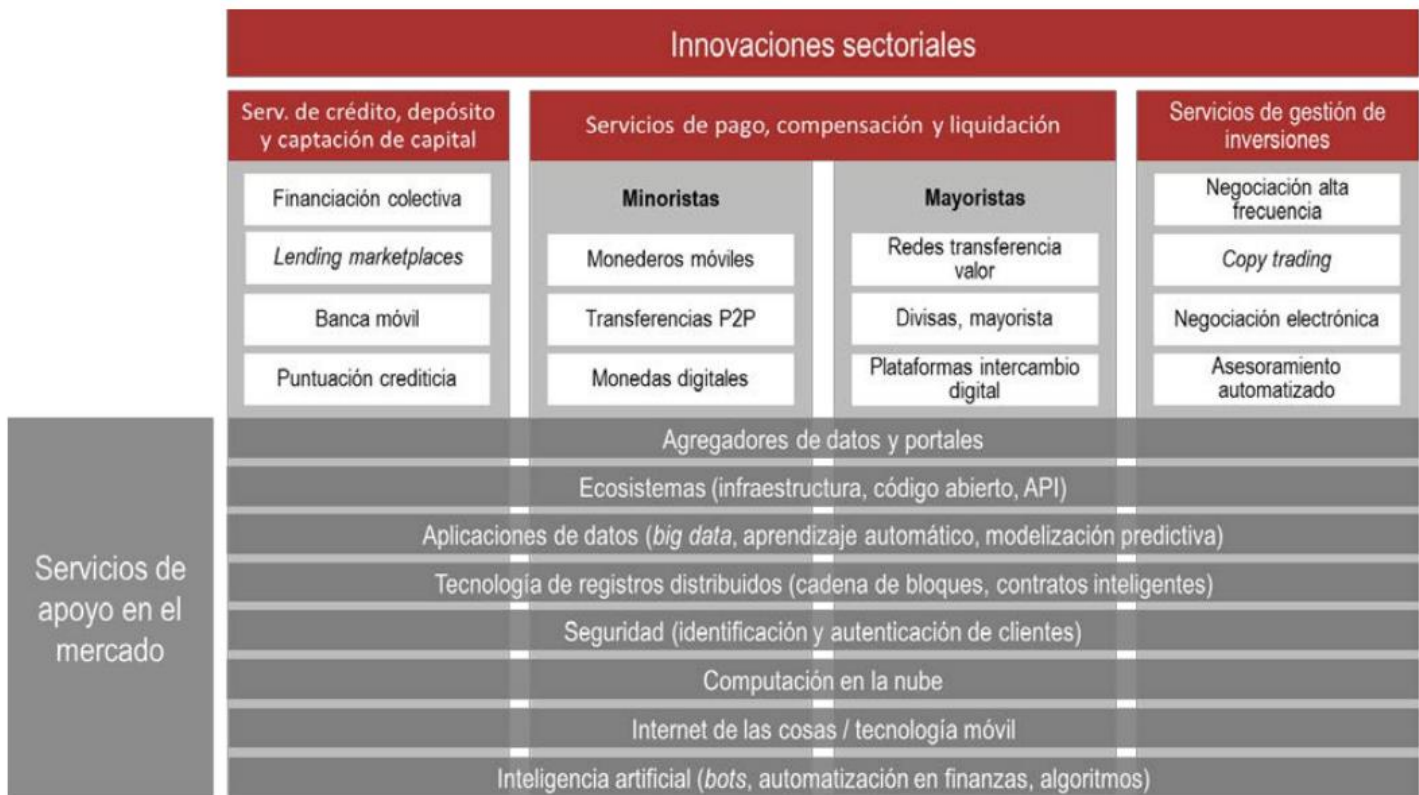 Innovaciones sectoriales
Serv. de crédito, depósito
y captación de capital
Servicios de pago, compensación y liquidación
Servicios de gestión de
inversiones
Financiación colectiva
Lending marketplaces
Banca móvil
Puntuación crediticia
Minoristas
Monederos móviles
Transferencias P2P
Monedas digitales
Mayoristas
Redes transferencia
valor
Divisas, mayorista
Plataformas intercambio
digital
Negociación alta
frecuencia
Copy trading
Negociación electrónica
Asesoramiento
automatizado
Servicios de
apoyo en el
mercado
Agregadores de datos y portales
Ecosistemas (infraestructura, código abierto, API)
Aplicaciones de datos (big data, aprendizaje automático, modelización predictiva)
Tecnología de registros distribuidos (cadena de bloques, contratos inteligentes)
Seguridad (identificación y autenticación de clientes)
Computación en la nube
Internet de las cosas / tecnología móvil
Inteligencia artificial (bots, automatización en finanzas, algoritmos)